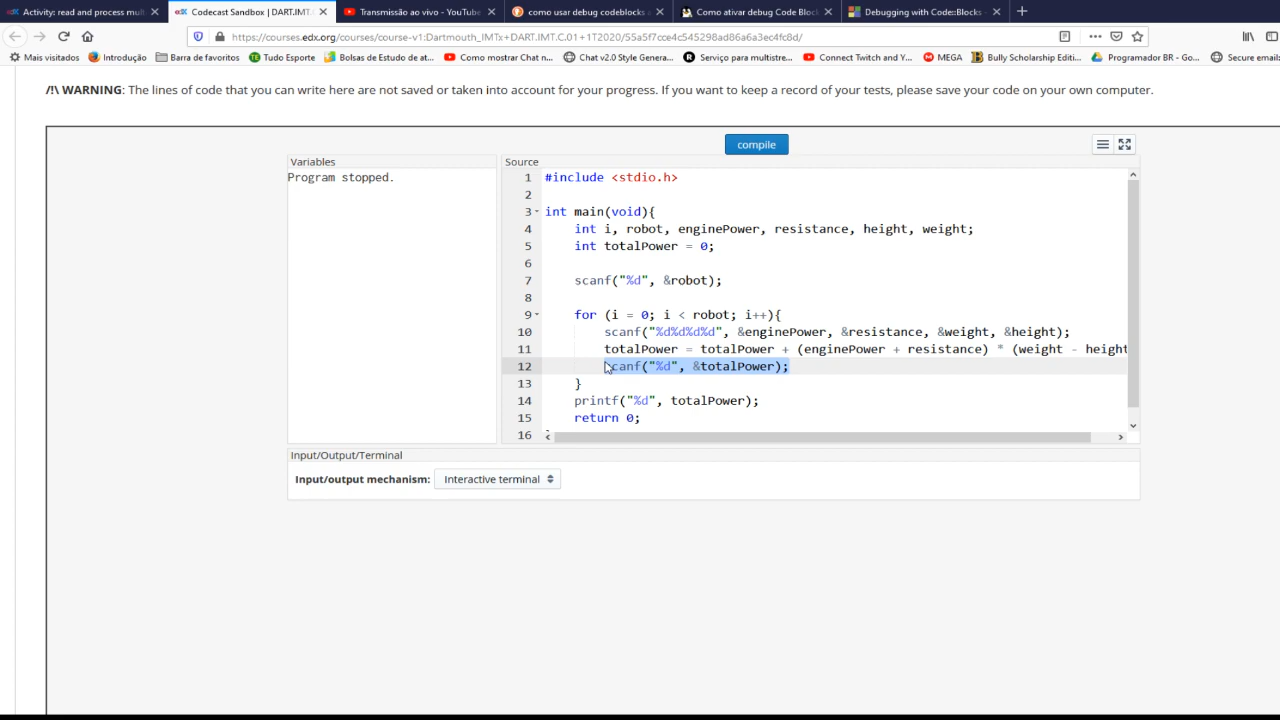 Activity: read and process mult
Codecast Sandbox | DART.IMT.
Transmissão ao vivo - YouTube
como usar debug codeblocks a
Como ativar debug Code Block
Debugging with Code::Blocks -
https://courses.edx.org/courses/course-v1:Dartmouth_IMTx+DART.IMT.C.01+1T2020/55a5f7cce4c545298ad86a6a3ec4fc8d/
Mais visitados
Introdução
Barra de favoritos
TE Tudo Esporte
Bolsas de Estudo de at...
Como mostrar Chat n...
Chat v2.0 Style Genera...
R Serviço para multistre...
Connect Twitch and Y...
M MEGA
B Bully Scholarship Editi...
Programador BR - Go...
Secure email:
/!\ WARNING: The lines of code that you can write here are not saved or taken into account for your progress. If you want to keep a record of your tests, please save your code on your own computer.
compile
Variables
Source
Program stopped.
1 #include <stdio.h>
2
3 int main(void){
4 int i, robot, enginePower, resistance, height, weight;
5 int totalPower = 0;
6
7 scanf("%d", &robot);
8
9 for (i = 0; i < robot; i++){
10 scanf("%d%d%d%d", &enginePower, &resistance, &weight, &height);
11 totalPower = totalPower + (enginePower + resistance) * (weight - height
12 scanf("%d", &totalPower);
13 }
14 printf("%d", totalPower);
15 return 0;
16
Input/Output/Terminal
Input/output mechanism: Interactive terminal